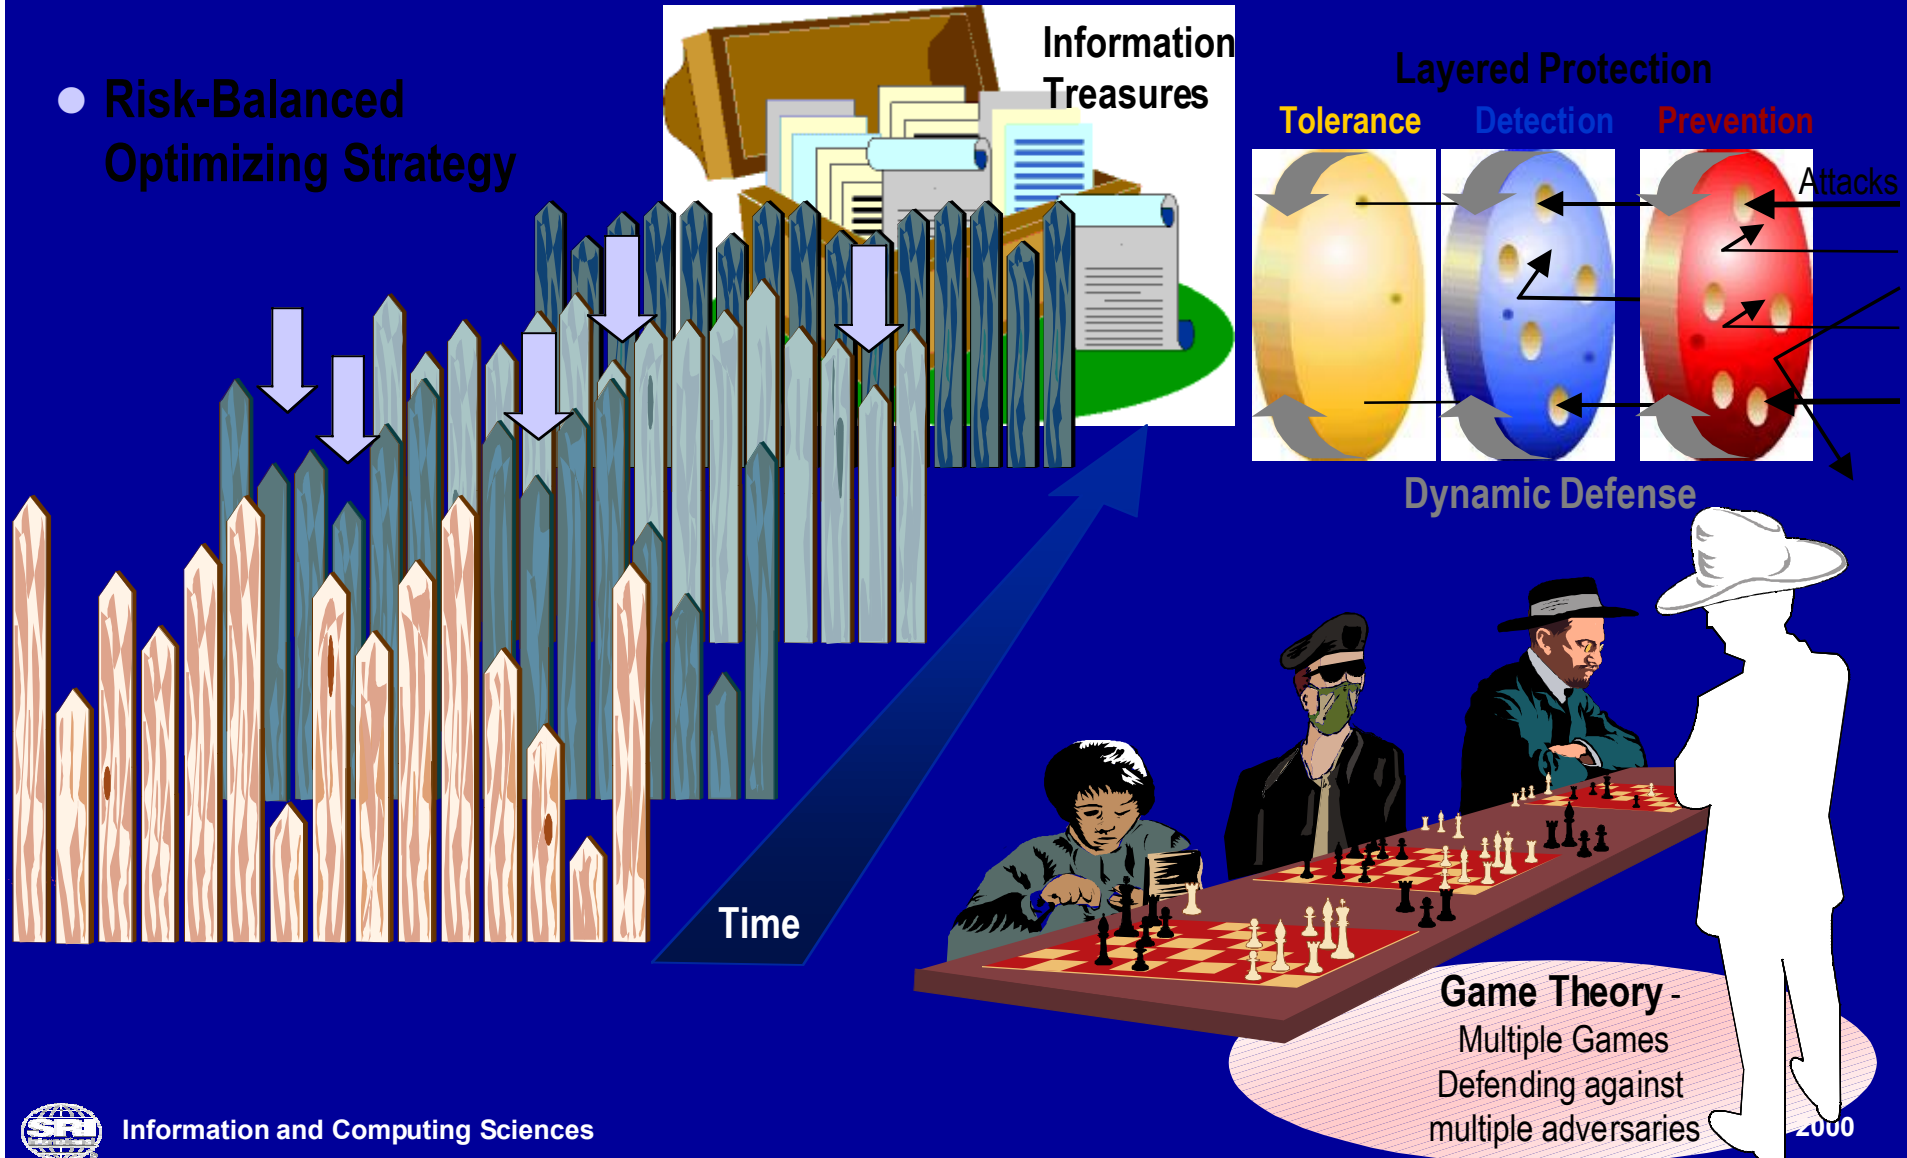 Risk-Balanced
Optimizing Strategy
Information
Treasures
Layered Protection
Tolerance Detection Prevention
Attacks
Dynamic Defense
Time
Game Theory -
Multiple Games
Defending against
multiple adversaries
SRI
Information and Computing Sciences
2000